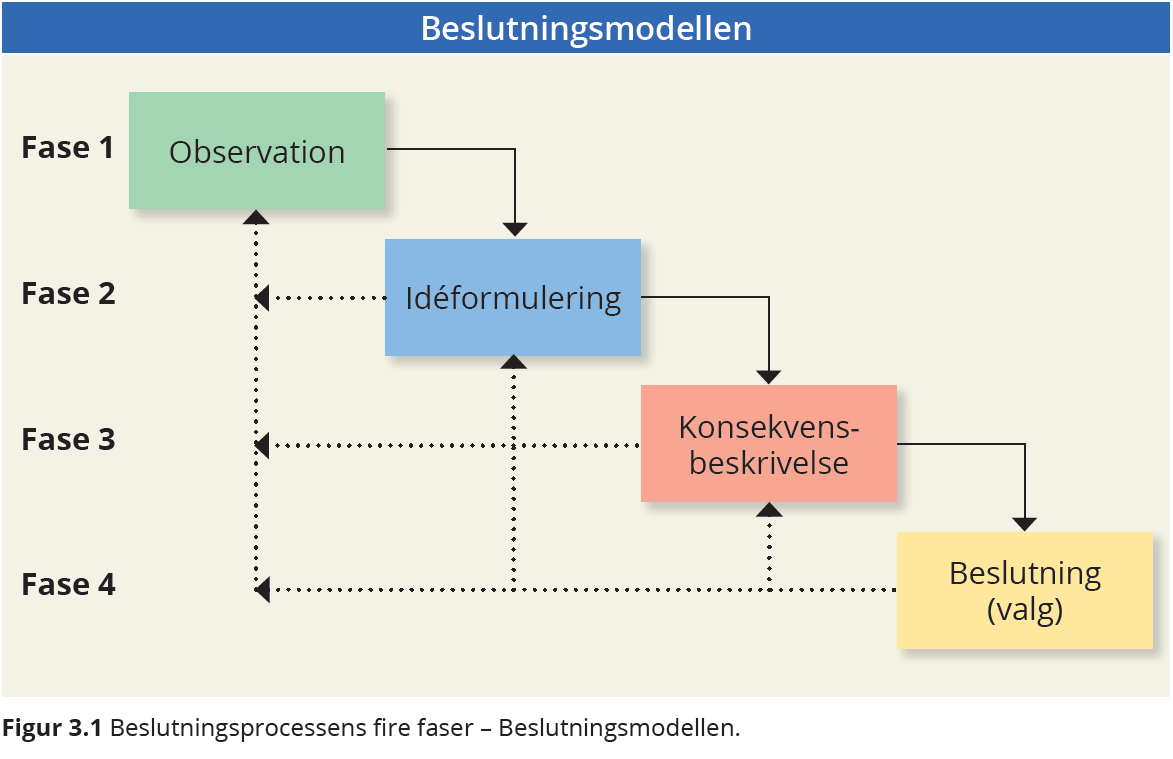 Beslutningsmodellen
Fase 1
Observation
Fase 2
Idéformulering
Fase 3
Konsekvens-
beskrivelse
Fase 4
Beslutning
(valg)
Figur 3.1 Beslutningsprocessens fire faser – Beslutningsmodellen.